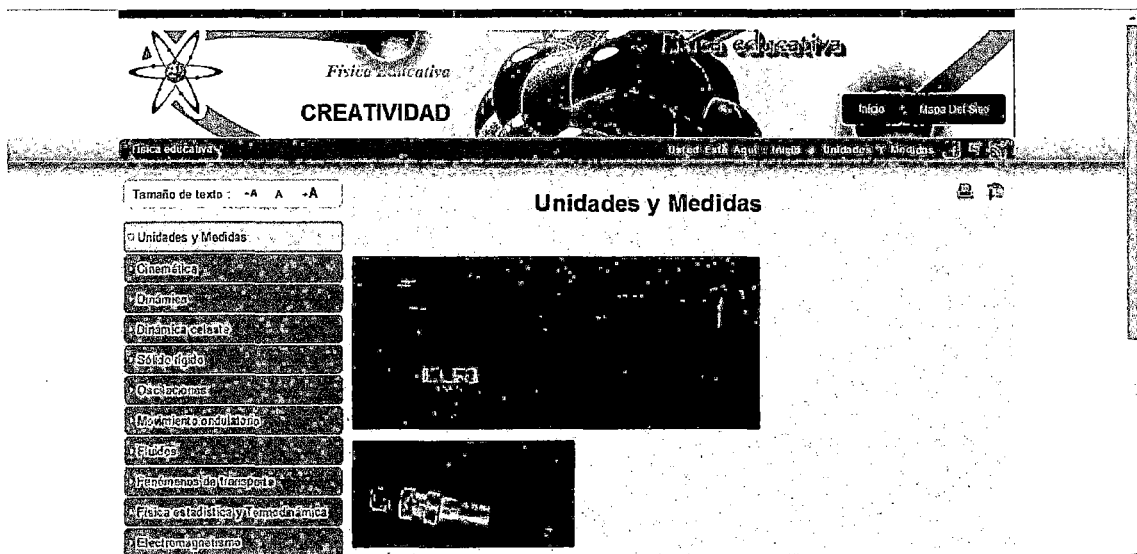 Física educativa
Física Educativa
CREATIVIDAD
Inicio Mapa Del Sitio
Física educativa
Usted Está Aquí : Inicio Unidades Y Medidas
Tamaño de texto : -A A +A
Unidades y Medidas
Unidades y Medidas
Cinemática
Dinámica
Dinámica celeste
Sólido rígido
Oscilaciones
Movimiento ondulatorio
Fluidos
Fenómenos de transporte
Física estadística y Termodinámica
Electromagnetismo